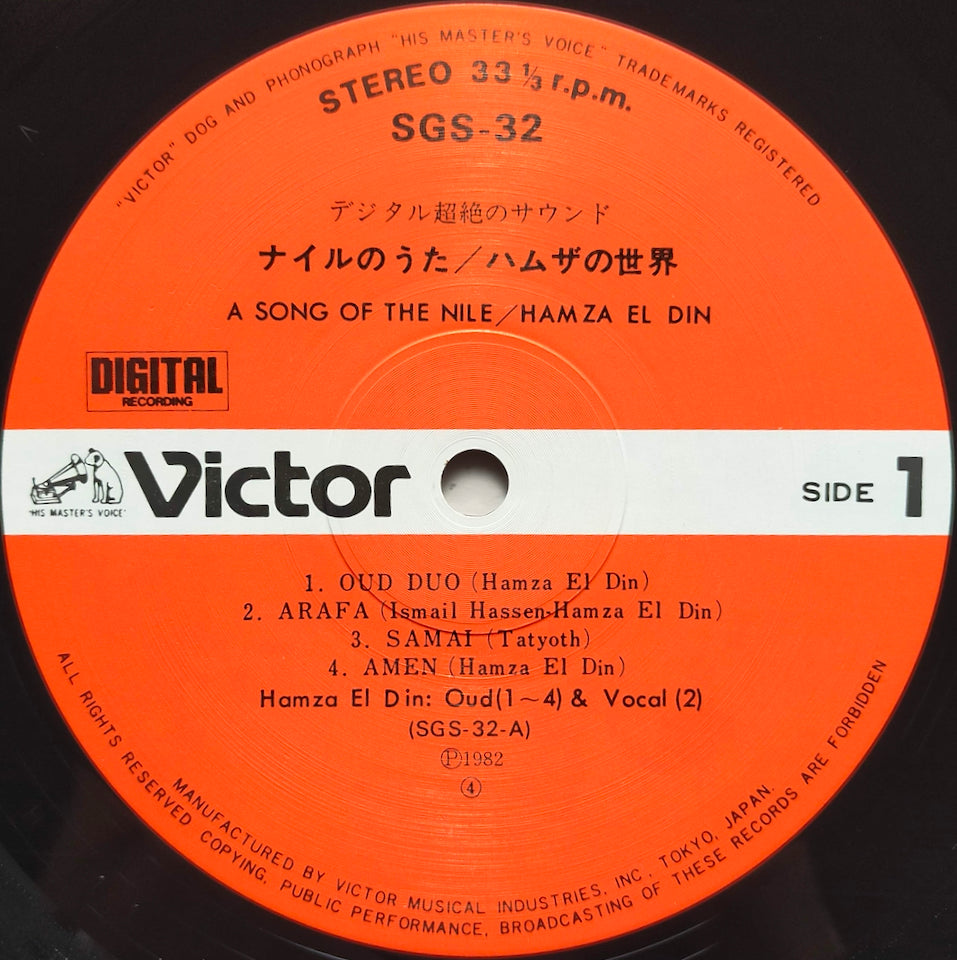 "VICTOR" DOG AND PHONOGRAPH "HIS MASTER'S VOICE" TRADEMARKS REGISTERED
STEREO 33 1/3 r.p.m.
SGS-32
デジタル超絶のサウンド
ナイルのうた/ハムザの世界
A SONG OF THE NILE/HAMZA EL DIN
DIGITAL
RECORDING
"HIS MASTER'S VOICE"
Victor
SIDE 1
1. OUD DUO (Hamza El Din)
2. ARAFA (Ismail Hassen-Hamza El Din)
3. SAMAI (Tatyoth)
4. AMEN (Hamza El Din)
Hamza El Din: Oud(1~4) & Vocal (2)
(SGS-32-A)
Ⓟ1982
④
MANUFACTURED BY VICTOR MUSICAL INDUSTRIES, INC., TOKYO, JAPAN.
ALL RIGHTS RESERVED COPYING, PUBLIC PERFORMANCE, BROADCASTING OF THESE RECORDS ARE FORBIDDEN